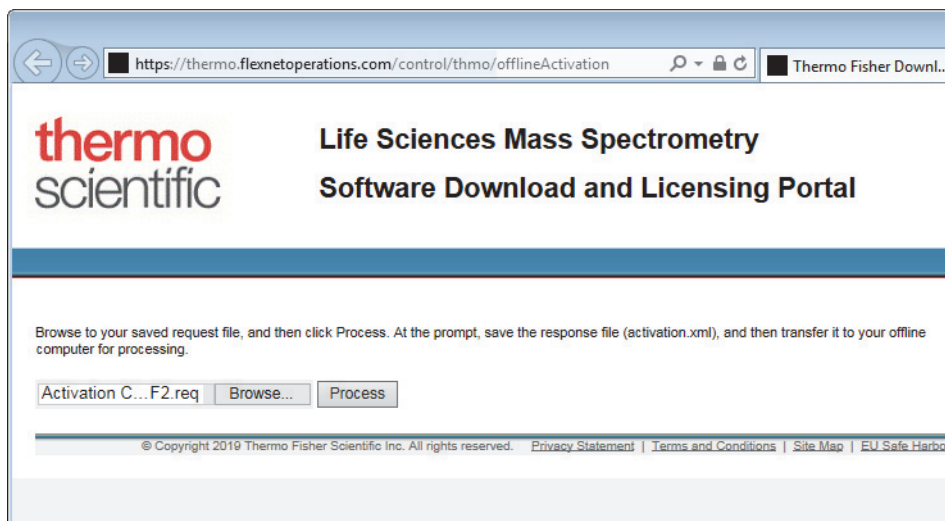 https://thermo.flexnetoperations.com/control/thmo/offlineActivation
Thermo Fisher Downl...
thermo
scientific
Life Sciences Mass Spectrometry
Software Download and Licensing Portal
Browse to your saved request file, and then click Process. At the prompt, save the response file (activation.xml), and then transfer it to your offline
computer for processing.
Activation C...F2.req Browse... Process
© Copyright 2019 Thermo Fisher Scientific Inc. All rights reserved. Privacy Statement | Terms and Conditions | Site Map | EU Safe Harbo